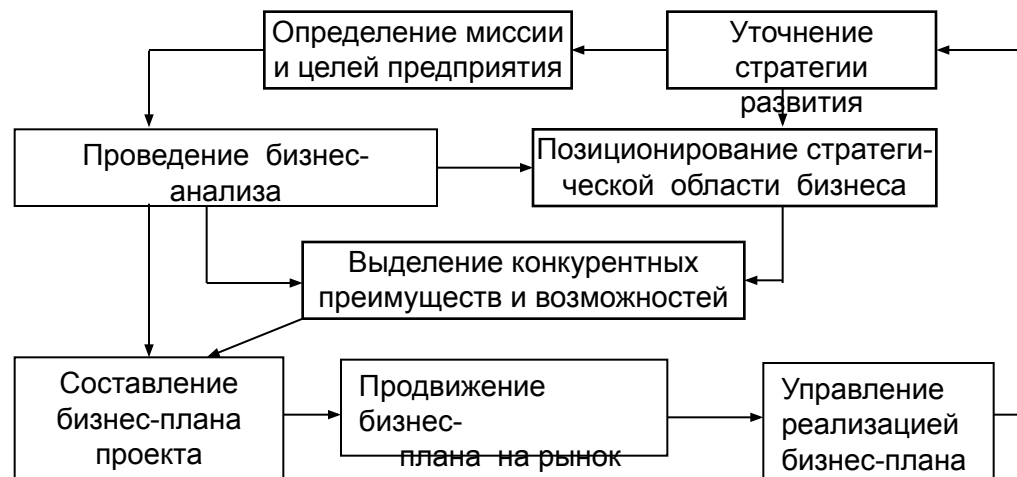 Определение миссии
и целей предприятия
Уточнение
стратегии
развития
Проведение бизнес-
анализа
Позиционирование стратеги-
ческой области бизнеса
Выделение конкурентных
преимуществ и возможностей
Составление
бизнес-плана
проекта
Продвижение
бизнес-
плана на рынок
Управление
реализацией
бизнес-плана